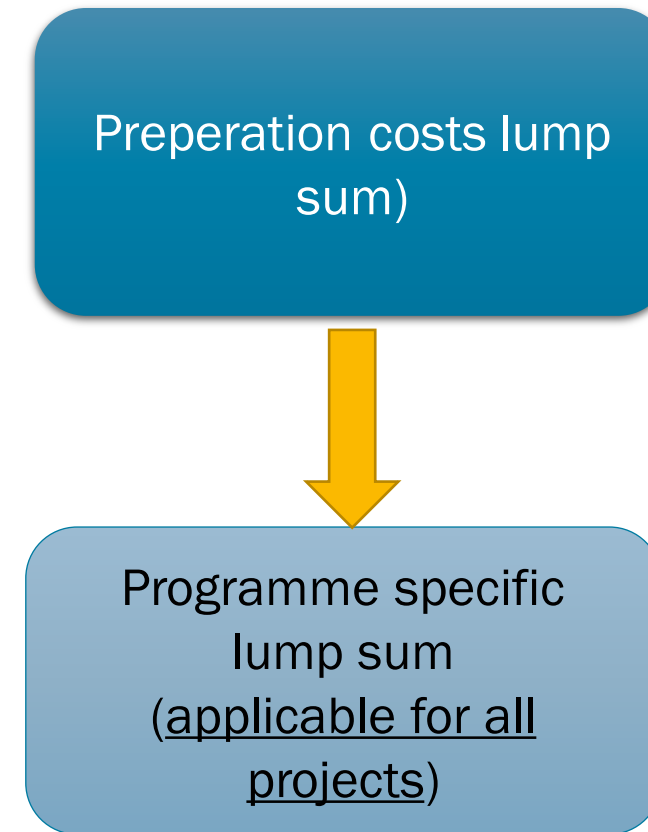 Preperation costs lump
sum)
Programme specific
lump sum
(applicable for all
projects)